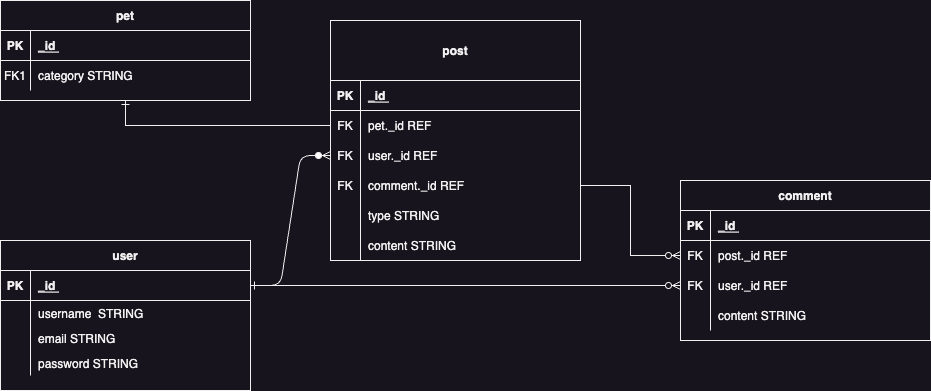 pet
PK _id
FK1 category STRING
post
PK _id
FK pet._id REF
FK user._id REF
FK comment._id REF
type STRING
content STRING
comment
PK _id
FK post._id REF
FK user._id REF
content STRING
user
PK _id
username STRING
email STRING
password STRING